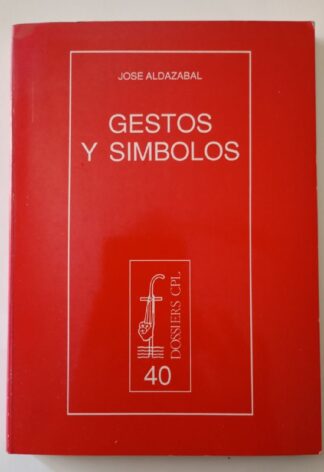 JOSE ALDAZABAL
GESTOS
Y SIMBOLOS
DOSSIERS CPL
40